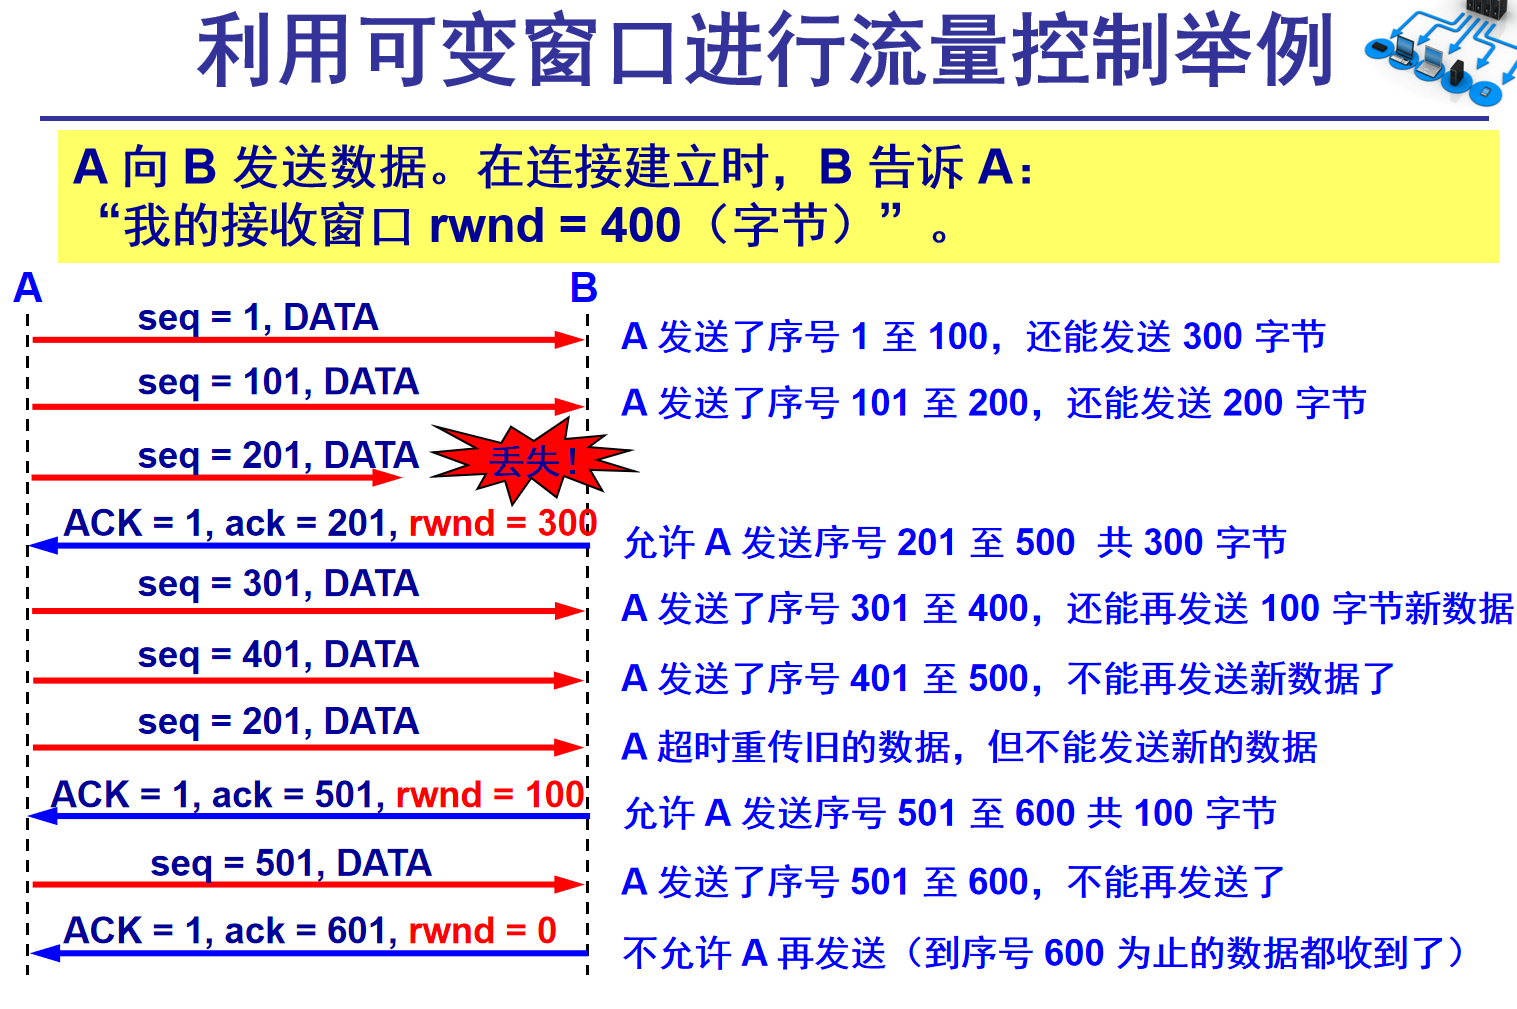 利用可变窗口进行流量控制举例
A 向 B 发送数据。在连接建立时，B 告诉 A：
“我的接收窗口 rwnd = 400（字节）”。
A
B
seq = 1, DATA
A 发送了序号 1 至 100，还能发送 300 字节
seq = 101, DATA
A 发送了序号 101 至 200，还能发送 200 字节
seq = 201, DATA
丢失！
ACK = 1, ack = 201, rwnd = 300
允许 A 发送序号 201 至 500 共 300 字节
seq = 301, DATA
A 发送了序号 301 至 400，还能再发送 100 字节新数据
seq = 401, DATA
A 发送了序号 401 至 500，不能再发送新数据了
seq = 201, DATA
A 超时重传旧的数据，但不能发送新的数据
ACK = 1, ack = 501, rwnd = 100
允许 A 发送序号 501 至 600 共 100 字节
seq = 501, DATA
A 发送了序号 501 至 600，不能再发送了
ACK = 1, ack = 601, rwnd = 0
不允许 A 再发送（到序号 600 为止的数据都收到了）